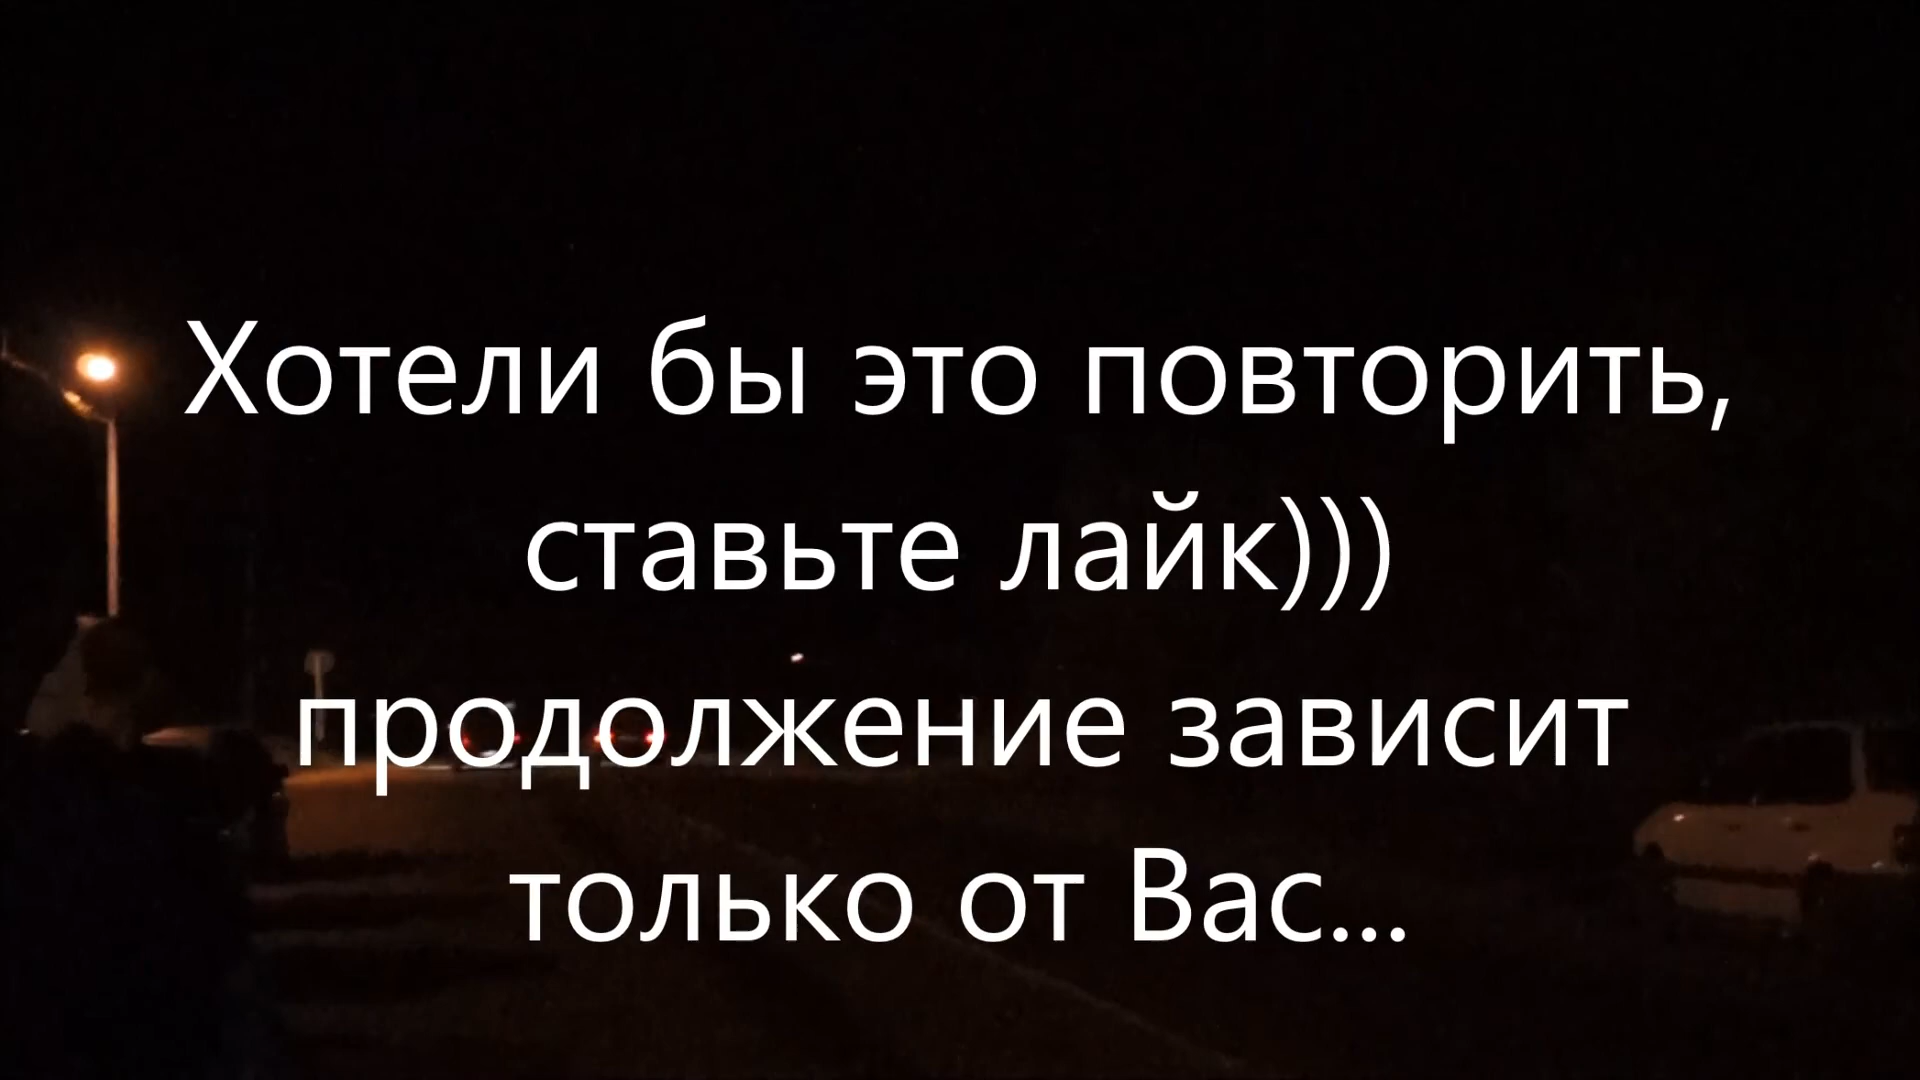 Хотели бы это повторить,
ставьте лайк)))
продолжение зависит
только от Вас...